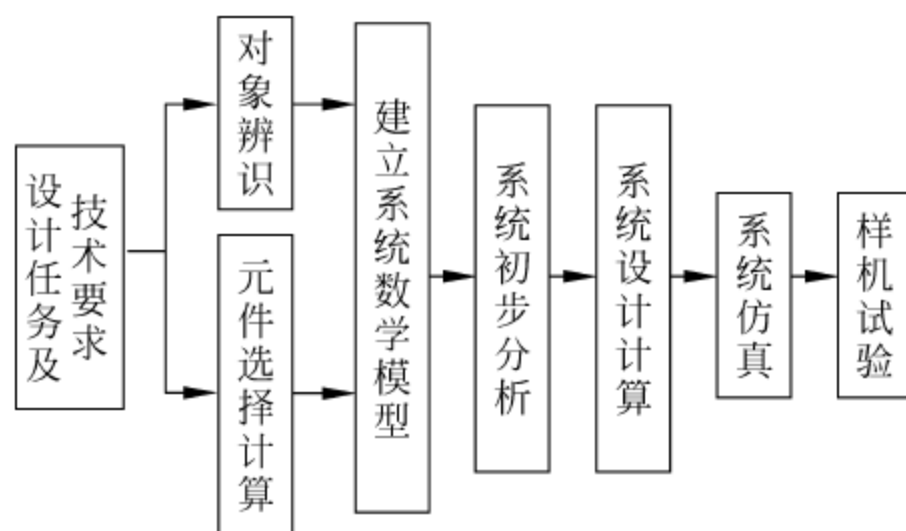 设计任务及
技术要求
对象辨识
元件选择计算
建立系统数学模型
系统初步分析
系统设计计算
系统仿真
样机试验